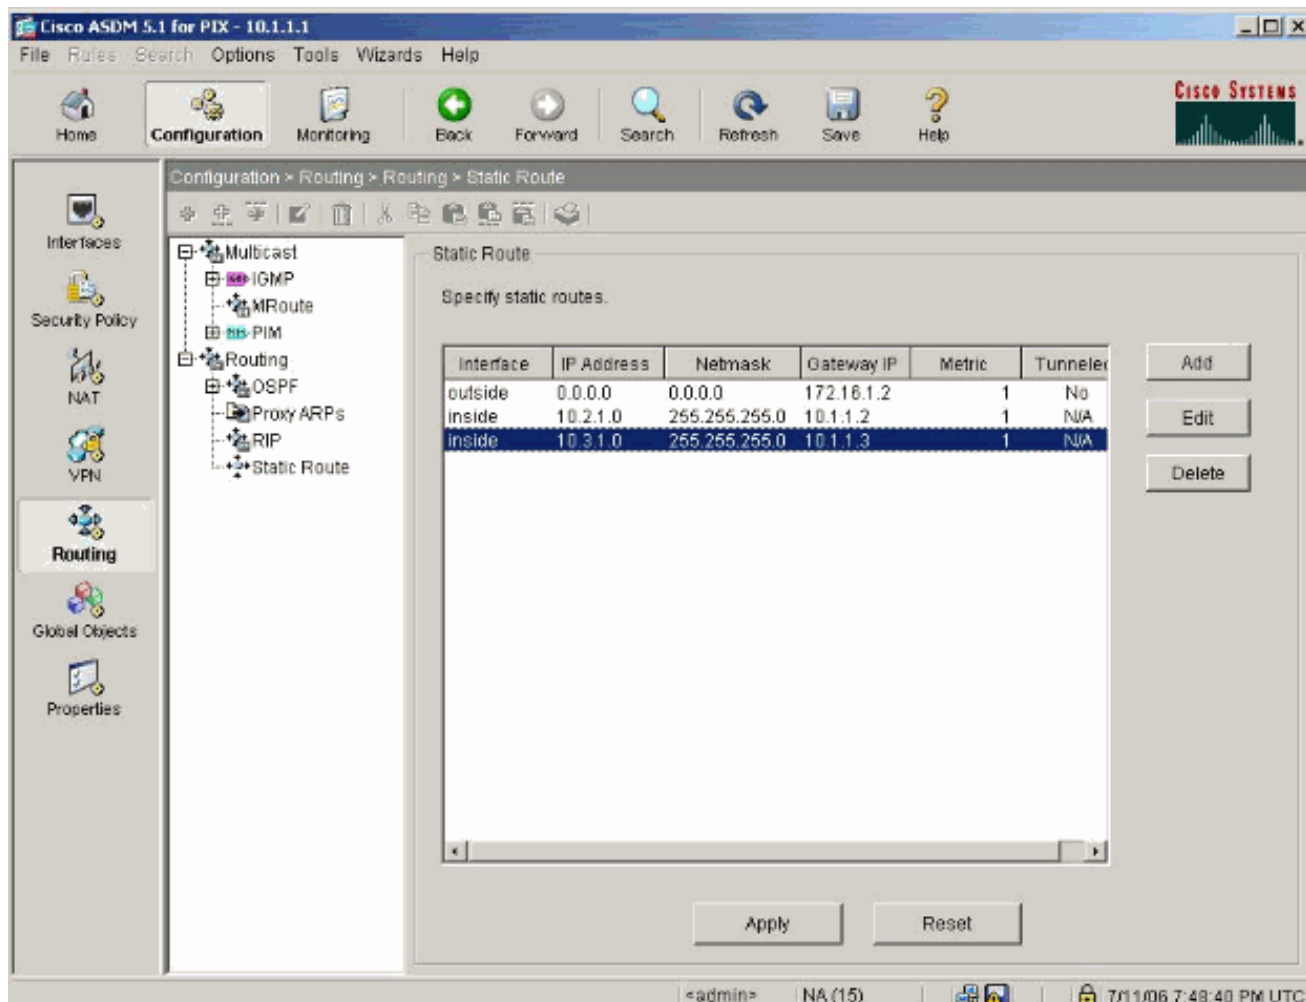 Cisco ASDM 5.1 for PIX - 10.1.1.1
File Rules Search Options Tools Wizards Help
Home Configuration Monitoring Back Forward Search Refresh Save Help
CISCO SYSTEMS
Configuration > Routing > Routing > Static Route
Interfaces
Security Policy
NAT
VPN
Routing
Global Objects
Properties
Multicast
IGMP
MRoute
PIM
Routing
OSPF
Proxy ARPs
RIP
Static Route
Static Route
Specify static routes.
Interface IP Address Netmask Gateway IP Metric Tunneled
outside 0.0.0.0 0.0.0.0 172.16.1.2 1 No
inside 10.2.1.0 255.255.255.0 10.1.1.2 1 N/A
inside 10.3.1.0 255.255.255.0 10.1.1.3 1 N/A
Add
Edit
Delete
Apply Reset
<admin> NA (15) 7/11/06 7:49:40 PM UTC